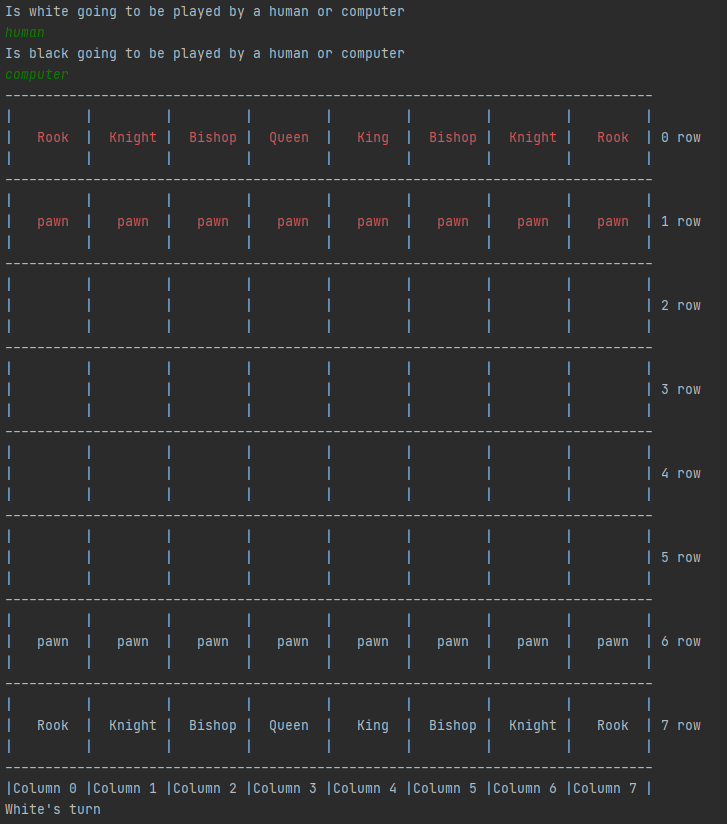 Is white going to be played by a human or computer
human
Is black going to be played by a human or computer
computer
---------------------------------------------------------------------------------
|         |         |         |         |         |         |         |         |
|   Rook  |  Knight |  Bishop |  Queen  |   King  |  Bishop |  Knight |   Rook  | 0 row
|         |         |         |         |         |         |         |         |
---------------------------------------------------------------------------------
|         |         |         |         |         |         |         |         |
|   pawn  |   pawn  |   pawn  |   pawn  |   pawn  |   pawn  |   pawn  |   pawn  | 1 row
|         |         |         |         |         |         |         |         |
---------------------------------------------------------------------------------
|         |         |         |         |         |         |         |         |
|         |         |         |         |         |         |         |         | 2 row
|         |         |         |         |         |         |         |         |
---------------------------------------------------------------------------------
|         |         |         |         |         |         |         |         |
|         |         |         |         |         |         |         |         | 3 row
|         |         |         |         |         |         |         |         |
---------------------------------------------------------------------------------
|         |         |         |         |         |         |         |         |
|         |         |         |         |         |         |         |         | 4 row
|         |         |         |         |         |         |         |         |
---------------------------------------------------------------------------------
|         |         |         |         |         |         |         |         |
|         |         |         |         |         |         |         |         | 5 row
|         |         |         |         |         |         |         |         |
---------------------------------------------------------------------------------
|         |         |         |         |         |         |         |         |
|   pawn  |   pawn  |   pawn  |   pawn  |   pawn  |   pawn  |   pawn  |   pawn  | 6 row
|         |         |         |         |         |         |         |         |
---------------------------------------------------------------------------------
|         |         |         |         |         |         |         |         |
|   Rook  |  Knight |  Bishop |  Queen  |   King  |  Bishop |  Knight |   Rook  | 7 row
|         |         |         |         |         |         |         |         |
---------------------------------------------------------------------------------
|Column 0 |Column 1 |Column 2 |Column 3 |Column 4 |Column 5 |Column 6 |Column 7 |
White's turn